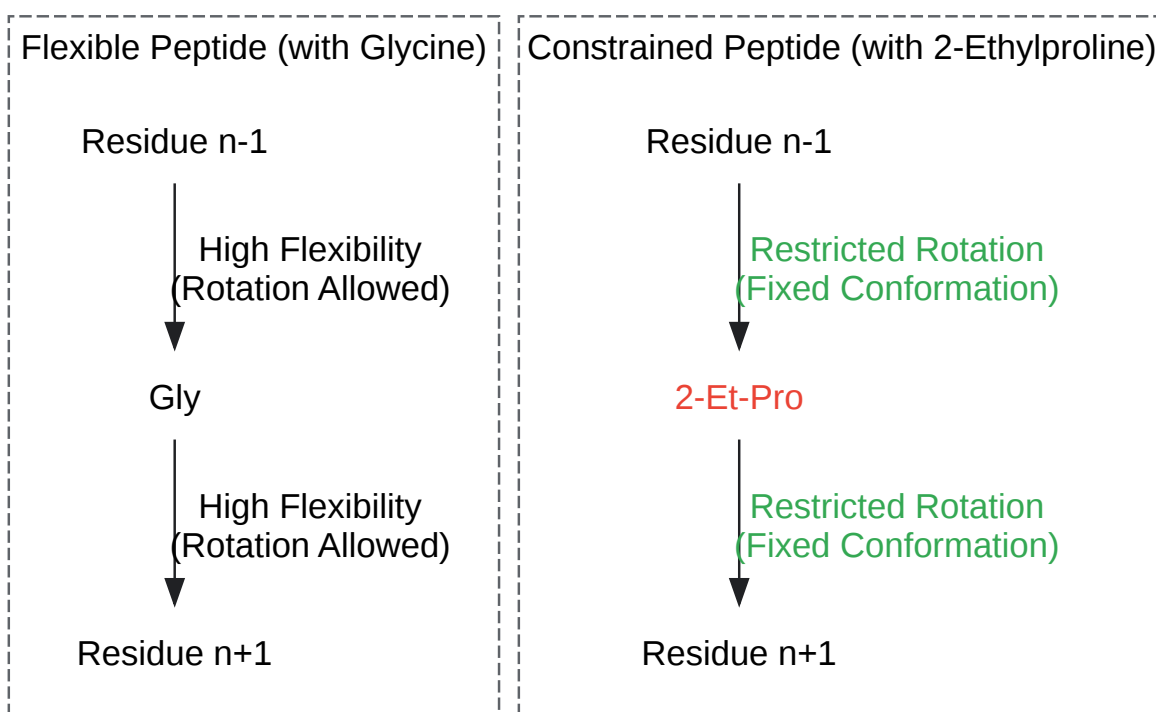 Flexible Peptide (with Glycine)
Residue n-1
High Flexibility
(Rotation Allowed)
Gly
High Flexibility
(Rotation Allowed)
Residue n+1
Constrained Peptide (with 2-Ethylproline)
Residue n-1
Restricted Rotation
(Fixed Conformation)
2-Et-Pro
Restricted Rotation
(Fixed Conformation)
Residue n+1